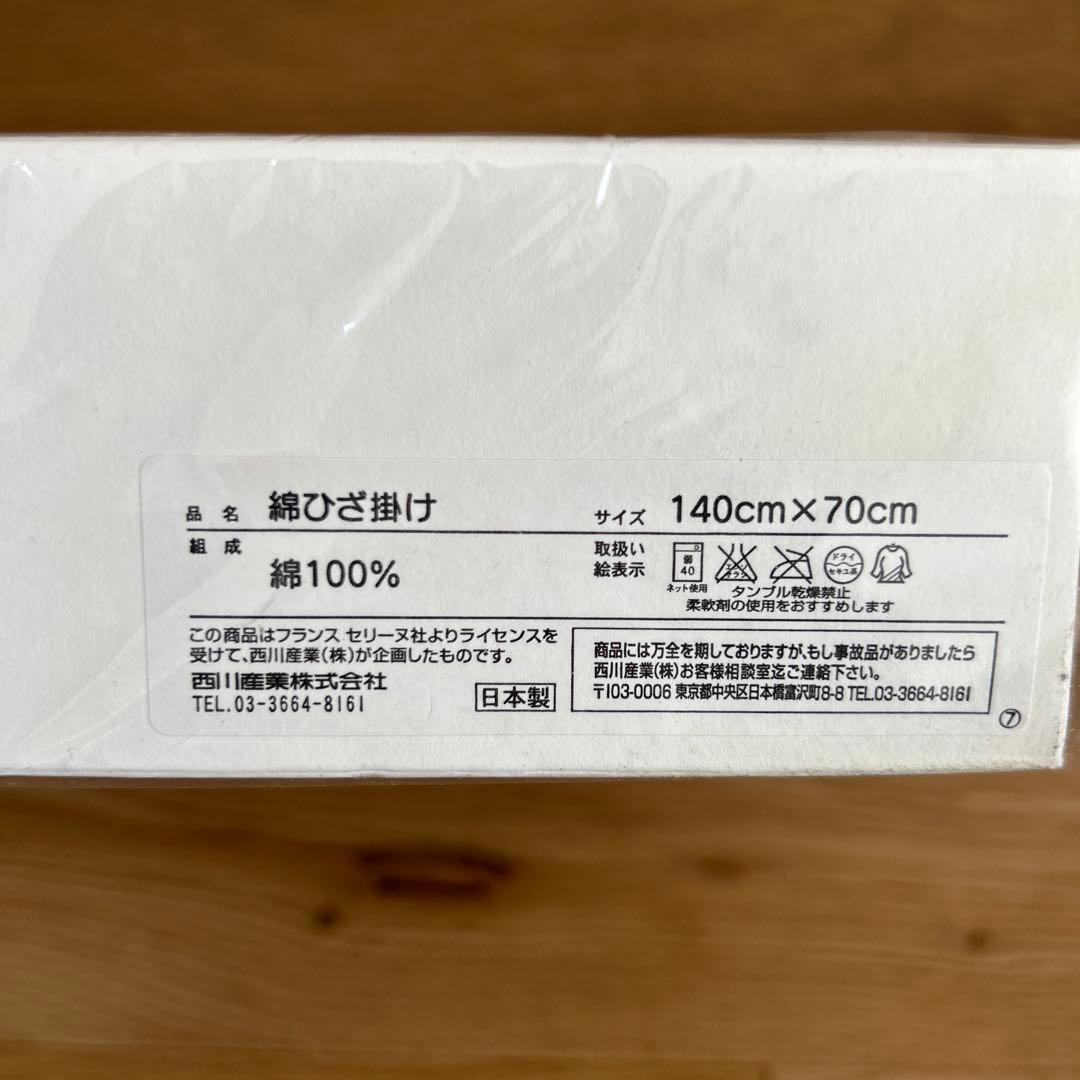 品名 綿ひざ掛け サイズ 140cm×70cm
組成 綿100%
取扱い
絵表示
弱
40
ネット使用
ドライ
セキユ系
タンブル乾燥禁止
柔軟剤の使用をおすすめします
この商品はフランス セリーヌ社よりライセンスを
受けて、西川産業(株)が企画したものです。
西川産業株式会社
TEL.03-3664-8161
日本製
商品には万全を期しておりますが、もし事故品がありましたら
西川産業(株)お客様相談室迄ご連絡下さい。
〒103-0006 東京都中央区日本橋富沢町8-8 TEL.03-3664-8161
⑦